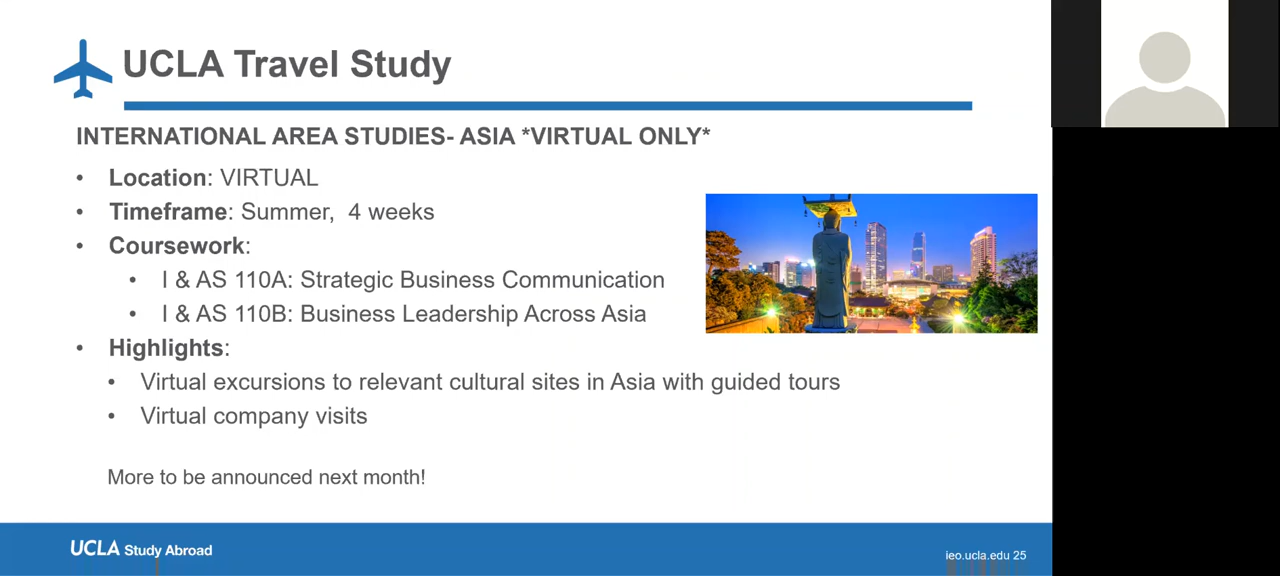 UCLA Travel Study
INTERNATIONAL AREA STUDIES- ASIA *VIRTUAL ONLY*
• Location: VIRTUAL
• Timeframe: Summer, 4 weeks
• Coursework:
• I & AS 110A: Strategic Business Communication
• I & AS 110B: Business Leadership Across Asia
• Highlights:
• Virtual excursions to relevant cultural sites in Asia with guided tours
• Virtual company visits
More to be announced next month!
UCLA Study Abroad
ieo.ucla.edu 25